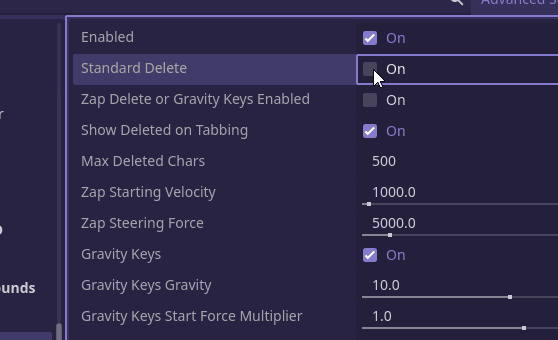 Advanced S
Enabled On
Standard Delete On
Zap Delete or Gravity Keys Enabled On
Show Deleted on Tabbing On
Max Deleted Chars 500
Zap Starting Velocity 1000.0
Zap Steering Force 5000.0
Gravity Keys On
ounds
Gravity Keys Gravity 10.0
Gravity Keys Start Force Multiplier 1.0